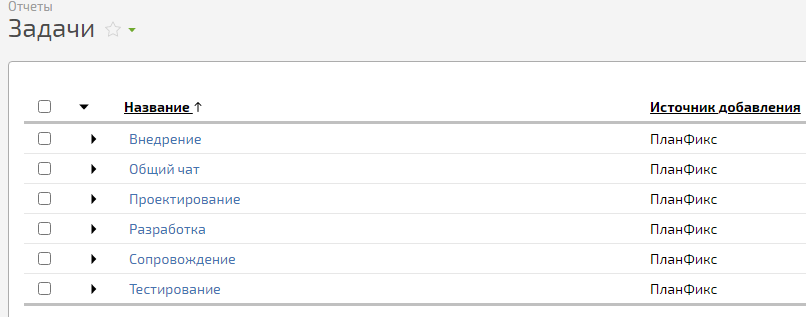 Отчеты
Задачи
Название ↑ Источник добавления
Внедрение ПланФикс
Общий чат ПланФикс
Проектирование ПланФикс
Разработка ПланФикс
Сопровождение ПланФикс
Тестирование ПланФикс